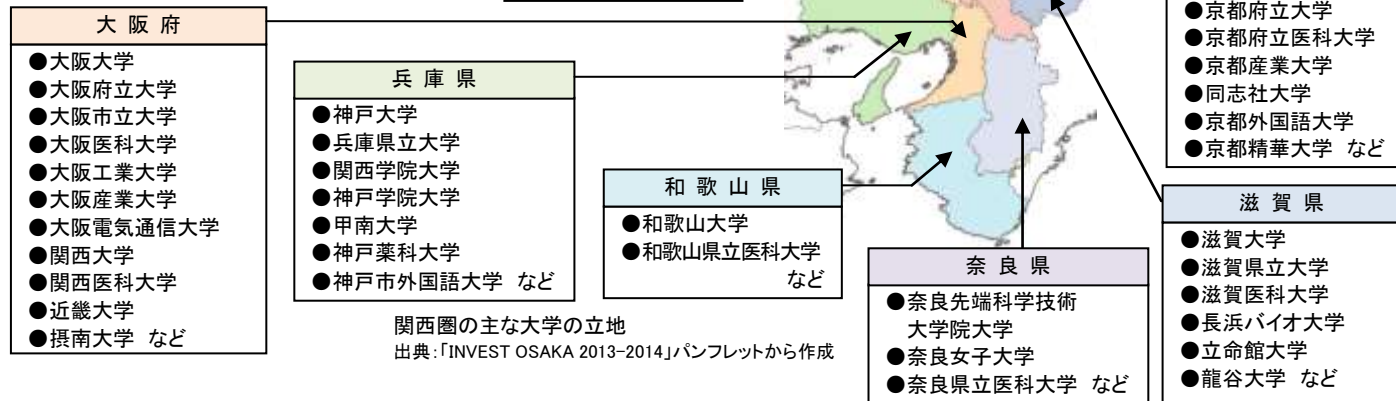 大阪府
●大阪大学
●大阪府立大学
●大阪市立大学
●大阪医科大学
●大阪工業大学
●大阪産業大学
●大阪電気通信大学
●関西大学
●関西医科大学
●近畿大学
●摂南大学 など
兵庫県
●神戸大学
●兵庫県立大学
●関西学院大学
●神戸学院大学
●甲南大学
●神戸薬科大学
●神戸市外国語大学 など
和歌山県
●和歌山大学
●和歌山県立医科大学
など
奈良県
●奈良先端科学技術
大学院大学
●奈良女子大学
●奈良県立医科大学 など
●京都府立大学
●京都府立医科大学
●京都産業大学
●同志社大学
●京都外国語大学
●京都精華大学 など
滋賀県
●滋賀大学
●滋賀県立大学
●滋賀医科大学
●長浜バイオ大学
●立命館大学
●龍谷大学 など
関西圏の主な大学の立地
出典:「INVEST OSAKA 2013-2014」パンフレットから作成